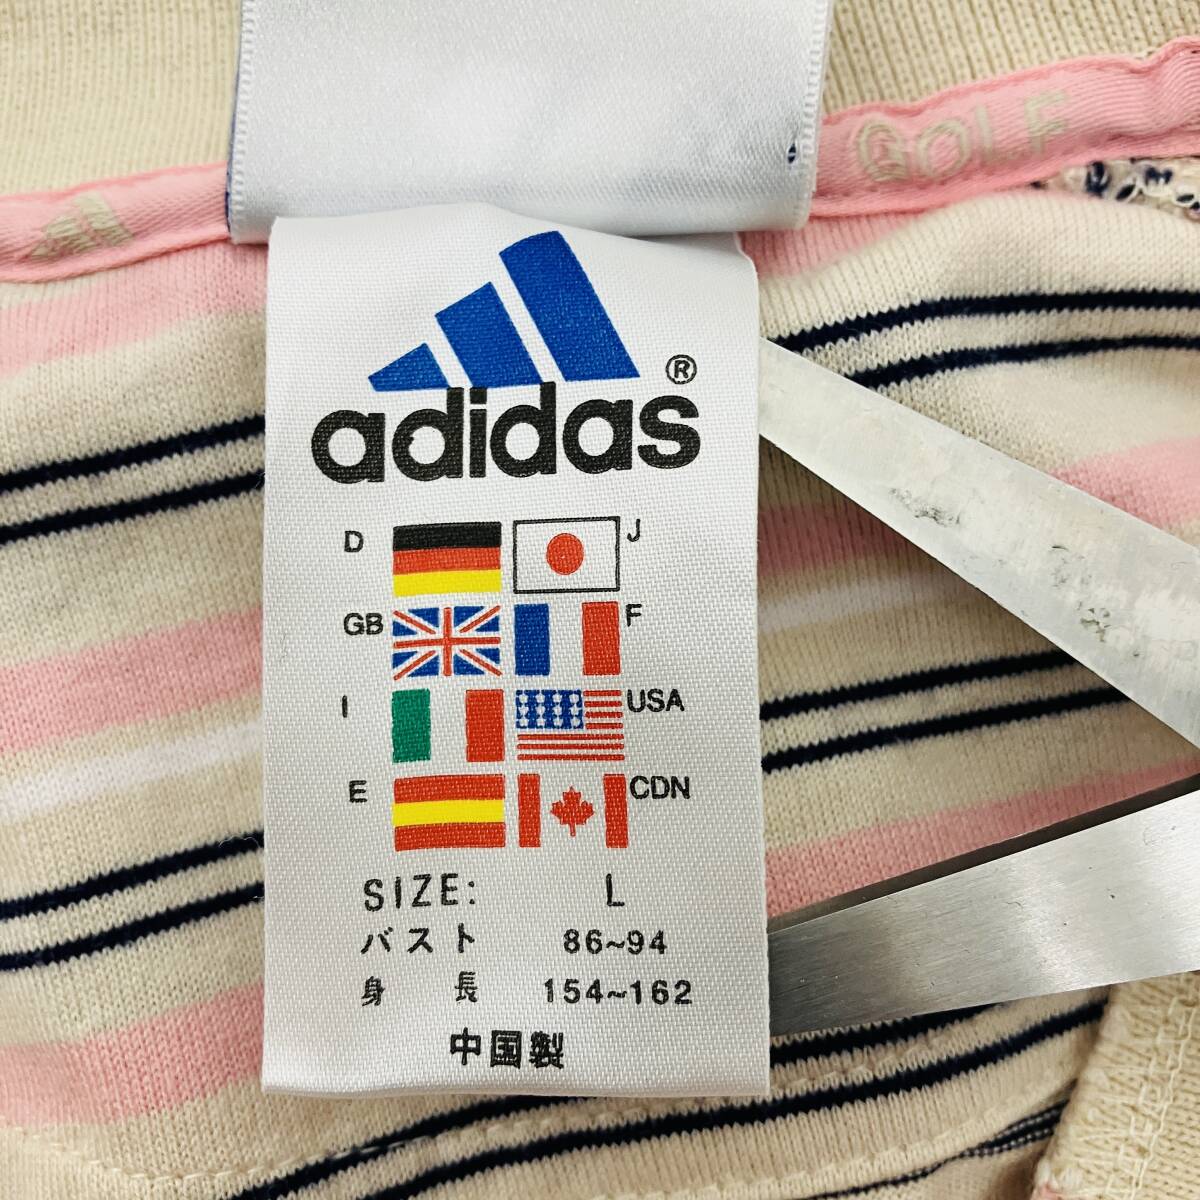 GOLF
adidas®
D J
GB F
I USA
E CDN
SIZE: L
バスト 86~94
身長 154~162
中国製